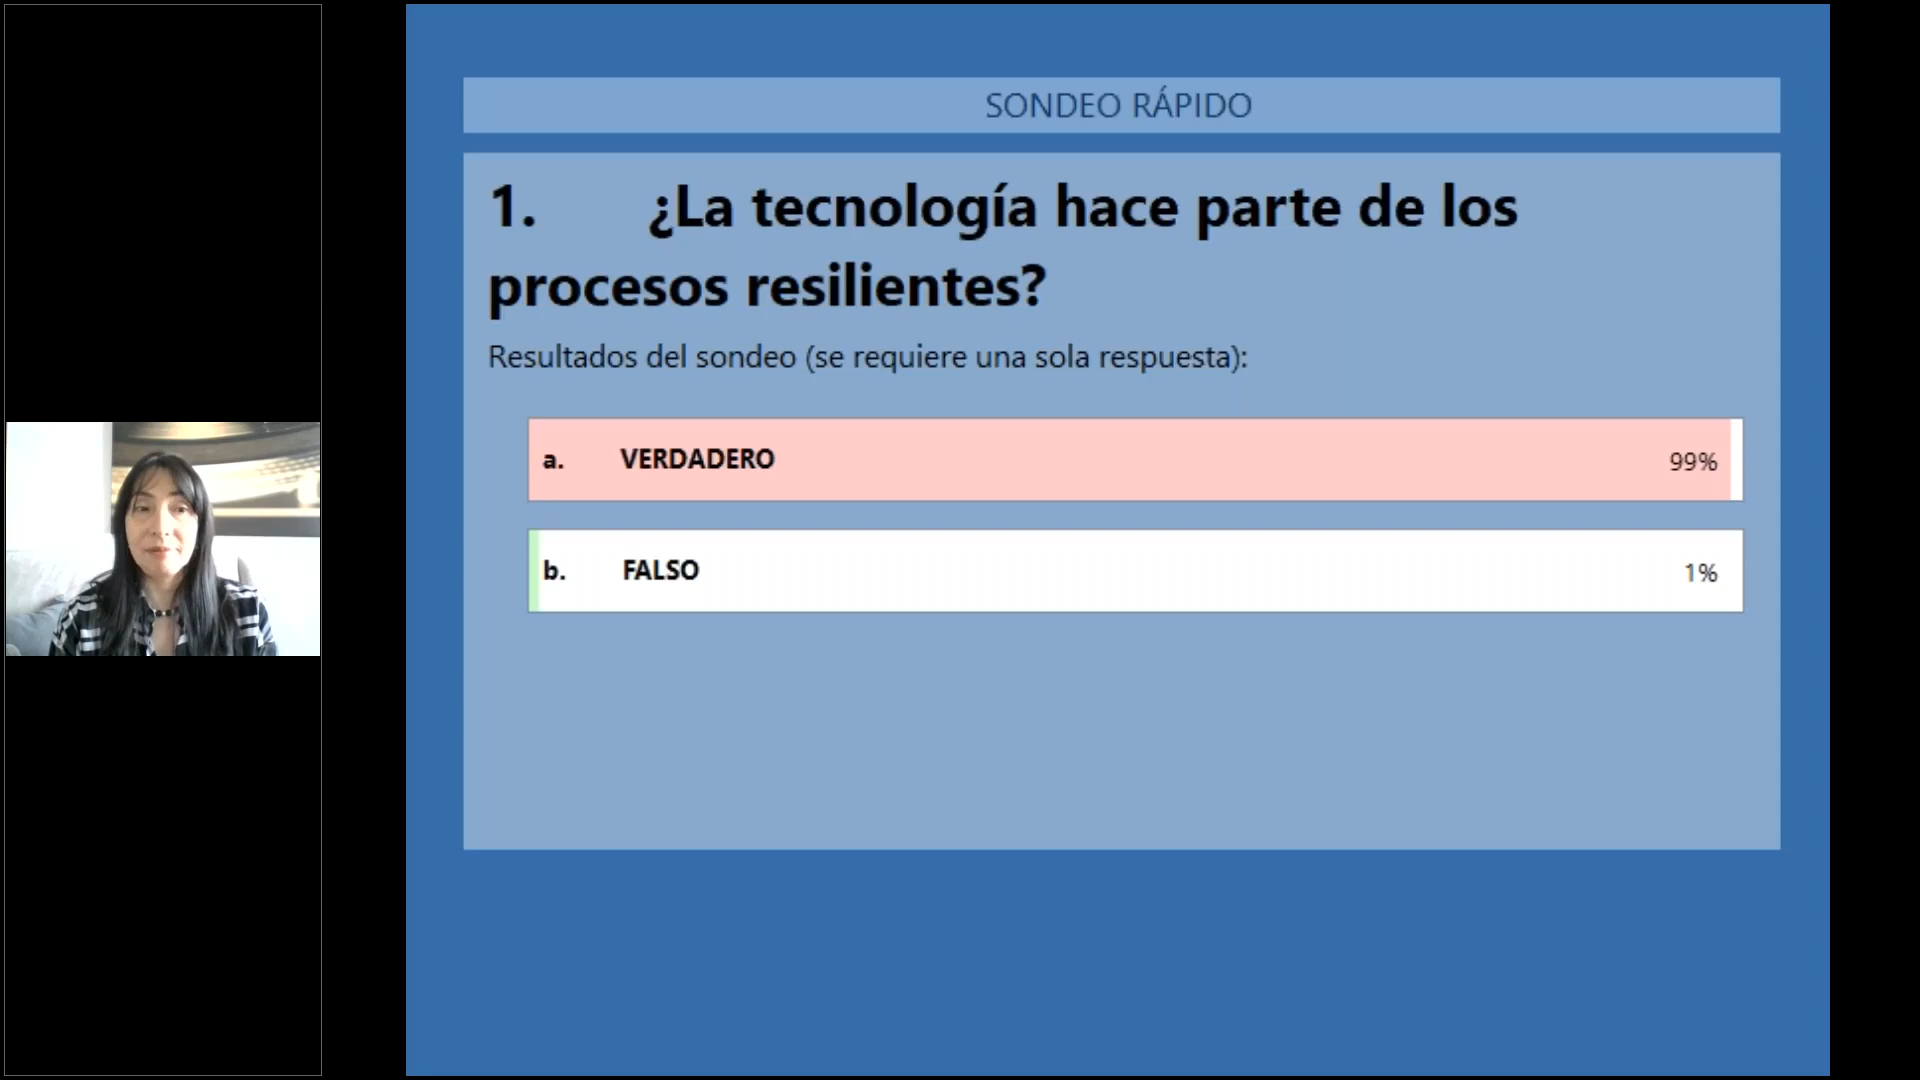 SONDEO RÁPIDO
1. ¿La tecnología hace parte de los
procesos resilientes?
Resultados del sondeo (se requiere una sola respuesta):
a. VERDADERO 99%
b. FALSO 1%